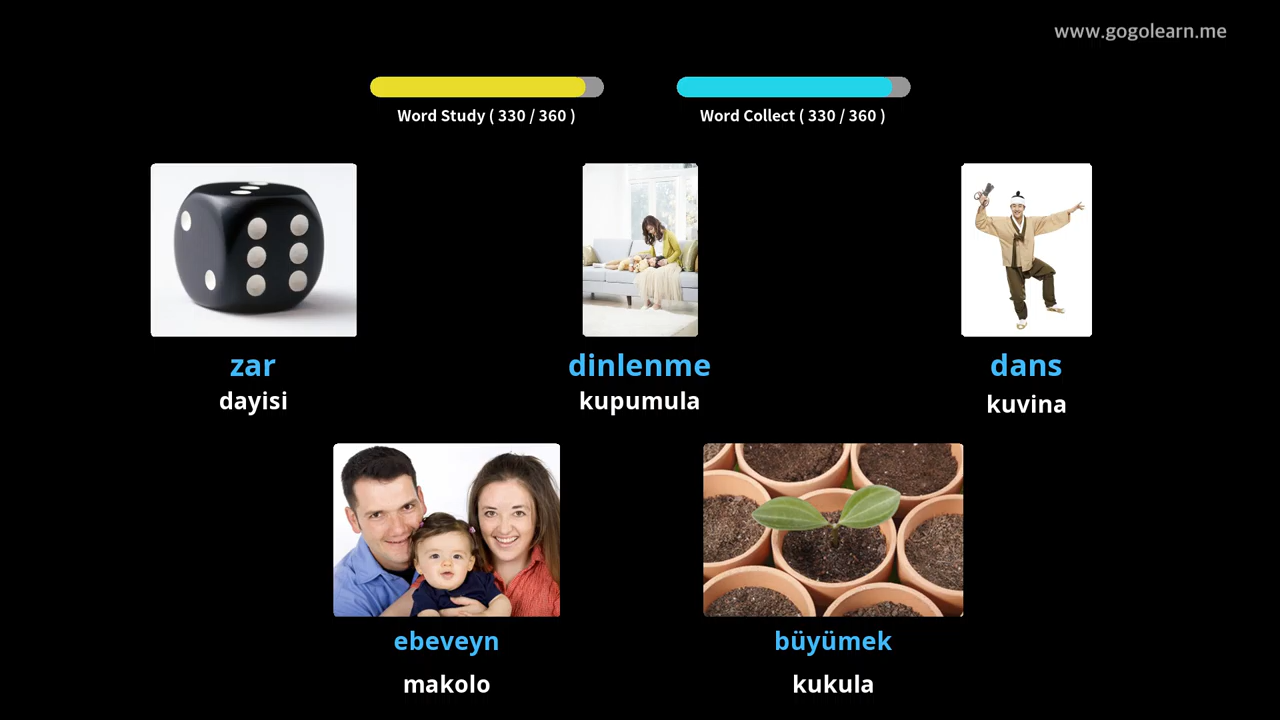 www.gogolearn.me
Word Study ( 330 / 360 )
Word Collect ( 330 / 360 )
zar
dayisi
dinlenme
kupumula
dans
kuvina
ebeveyn
makolo
büyümek
kukula